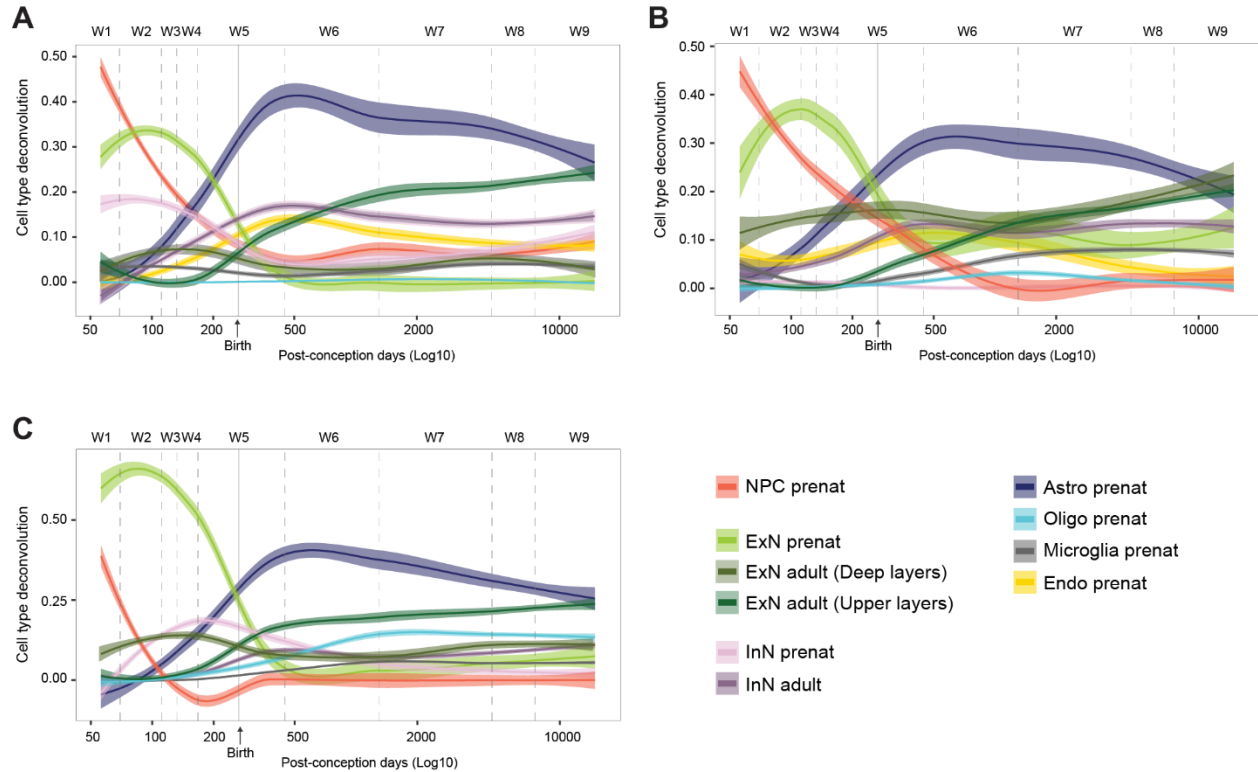 A
W1 W2 W3 W4 W5 W6 W7 W8 W9
Cell type deconvolution
0.50
0.40
0.30
0.20
0.10
0.00
50 100 200 500 2000 10000
Birth
Post-conception days (Log10)
B
W1 W2 W3 W4 W5 W6 W7 W8 W9
Cell type deconvolution
0.50
0.40
0.30
0.20
0.10
0.00
50 100 200 500 2000 10000
Birth
Post-conception days (Log10)
C
W1 W2 W3 W4 W5 W6 W7 W8 W9
Cell type deconvolution
0.50
0.25
0.00
50 100 200 500 2000 10000
Birth
Post-conception days (Log10)
NPC prenat
ExN prenat
ExN adult (Deep layers)
ExN adult (Upper layers)
InN prenat
InN adult
Astro prenat
Oligo prenat
Microglia prenat
Endo prenat